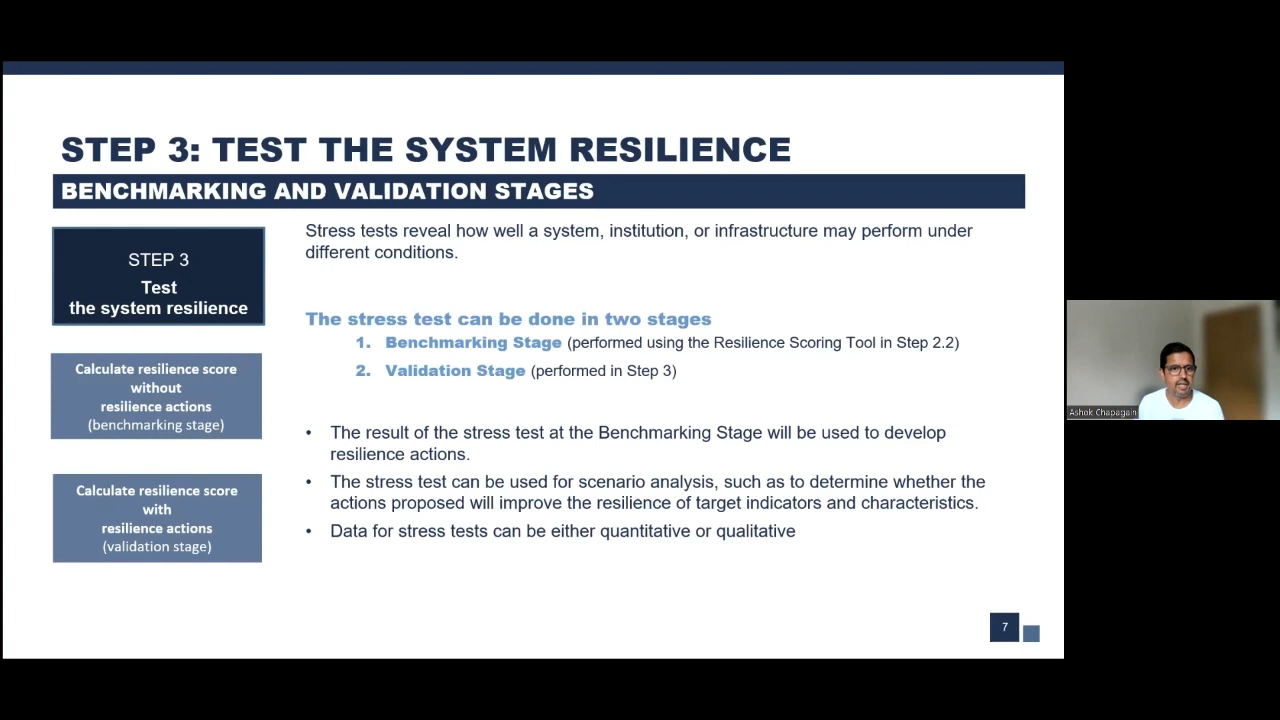 STEP 3: TEST THE SYSTEM RESILIENCE
BENCHMARKING AND VALIDATION STAGES
STEP 3
Test
the system resilience
Calculate resilience score
without
resilience actions
(benchmarking stage)
Calculate resilience score
with
resilience actions
(validation stage)
Stress tests reveal how well a system, institution, or infrastructure may perform under
different conditions.
The stress test can be done in two stages
1. Benchmarking Stage (performed using the Resilience Scoring Tool in Step 2.2)
2. Validation Stage (performed in Step 3)
• The result of the stress test at the Benchmarking Stage will be used to develop
resilience actions.
• The stress test can be used for scenario analysis, such as to determine whether the
actions proposed will improve the resilience of target indicators and characteristics.
• Data for stress tests can be either quantitative or qualitative
7
Ashok Chapagain